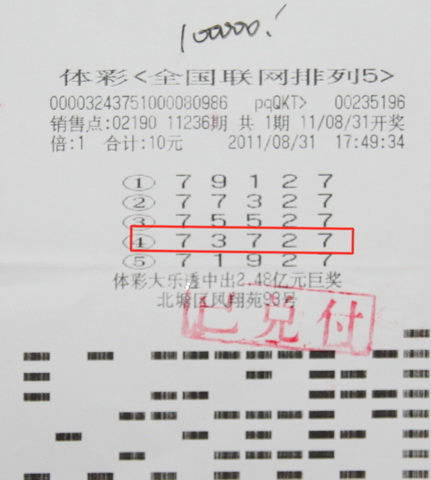 100000!
体彩<全国联网排列5>
00003243751000080986 pqQKT> 00235196
销售点:02190 11236期 共 1期 11/08/31开奖
倍:1 合计:10元 2011/08/31 17:49:34
① 7 9 1 2 7
② 7 7 3 2 7
③ 7 5 5 2 7
④ 7 3 7 2 7
⑤ 7 1 9 2 7
体彩大乐透中出2.48亿元巨奖
北塘区凤翔苑93号
已兑付